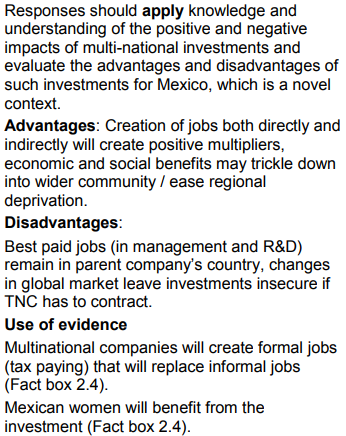 Responses should apply knowledge and
understanding of the positive and negative
impacts of multi-national investments and
evaluate the advantages and disadvantages of
such investments for Mexico, which is a novel
context.
Advantages: Creation of jobs both directly and
indirectly will create positive multipliers,
economic and social benefits may trickle down
into wider community / ease regional
deprivation.
Disadvantages:
Best paid jobs (in management and R&D)
remain in parent company's country, changes
in global market leave investments insecure if
TNC has to contract.
Use of evidence
Multinational companies will create formal jobs
(tax paying) that will replace informal jobs
(Fact box 2.4).
Mexican women will benefit from the
investment (Fact box 2.4).